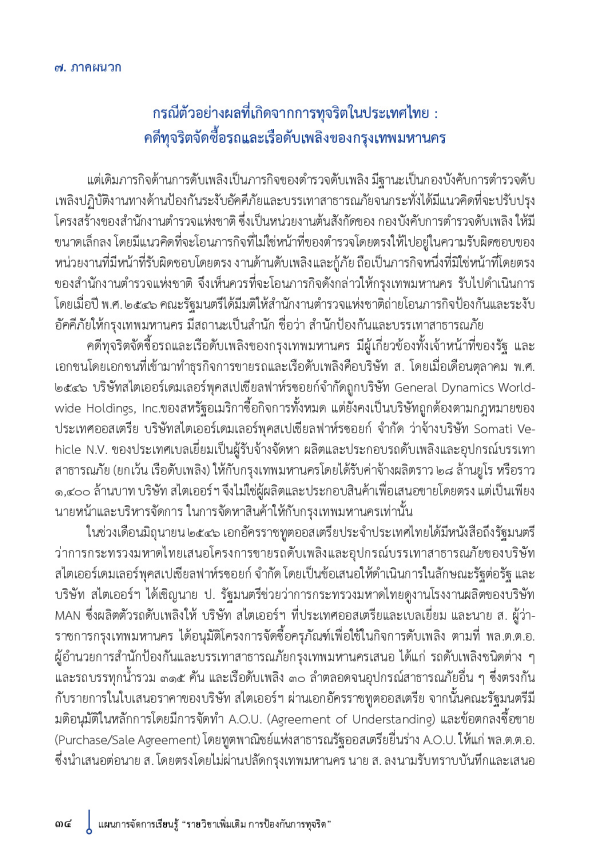 ๗. ภาคผนวก
กรณีตัวอย่างผลที่เกิดจากการทุจริตในประเทศไทย :
คดีทุจริตจัดซื้อรถและเรือดับเพลิงของกรุงเทพมหานคร
แต่เดิมภารกิจด้านการดับเพลิงเป็นภารกิจของตำรวจดับเพลิง มีฐานะเป็นกองบังคับการตำรวจดับ
เพลิงปฏิบัติงานทางด้านป้องกันระงับอัคคีภัยและบรรเทาสาธารณภัยจนกระทั่งได้มีแนวคิดที่จะปรับปรุง
โครงสร้างของสำนักงานตำรวจแห่งชาติ ซึ่งเป็นหน่วยงานต้นสังกัดของ กองบังคับการตำรวจดับเพลิง ให้มี
ขนาดเล็กลง โดยมีแนวคิดที่จะโอนภารกิจที่ไม่ใช่หน้าที่ของตำรวจโดยตรงให้ไปอยู่ในความรับผิดชอบของ
หน่วยงานที่มีหน้าที่รับผิดชอบโดยตรง งานด้านดับเพลิงและกู้ภัย ถือเป็นภารกิจหนึ่งที่มิใช่หน้าที่โดยตรง
ของสำนักงานตำรวจแห่งชาติ จึงเห็นควรที่จะโอนภารกิจดังกล่าวให้กรุงเทพมหานคร รับไปดำเนินการ
โดยเมื่อปี พ.ศ. ๒๕๔๖ คณะรัฐมนตรีได้มีมติให้สำนักงานตำรวจแห่งชาติถ่ายโอนภารกิจป้องกันและระงับ
อัคคีภัยให้กรุงเทพมหานคร มีสถานะเป็นสำนัก ชื่อว่า สำนักป้องกันและบรรเทาสาธารณภัย
คดีทุจริตจัดซื้อรถและเรือดับเพลิงของกรุงเทพมหานคร มีผู้เกี่ยวข้องทั้งเจ้าหน้าที่ของรัฐ และ
เอกชนโดยเอกชนที่เข้ามาทำธุรกิจการขายรถและเรือดับเพลิงคือบริษัท ส. โดยเมื่อเดือนตุลาคม พ.ศ.
๒๕๔๖ บริษัทสไตเออร์เดมเลอร์พุคสเปเชียลฟาห์รซอยก์จำกัดถูกบริษัท General Dynamics World-
wide Holdings, Inc.ของสหรัฐอเมริกาซื้อกิจการทั้งหมด แต่ยังคงเป็นบริษัทถูกต้องตามกฎหมายของ
ประเทศออสเตรีย บริษัทสไตเออร์เดมเลอร์พุคสเปเชียลฟาห์รซอยก์ จำกัด ว่าจ้างบริษัท Somati Ve-
hicle N.V. ของประเทศเบลเยี่ยมเป็นผู้รับจ้างจัดหา ผลิตและประกอบรถดับเพลิงและอุปกรณ์บรรเทา
สาธารณภัย (ยกเว้น เรือดับเพลิง) ให้กับกรุงเทพมหานครโดยได้รับค่าจ้างผลิตราว ๒๘ ล้านยูโร หรือราว
๑,๔๐๐ ล้านบาท บริษัท สไตเออร์ฯ จึงไม่ใช่ผู้ผลิตและประกอบสินค้าเพื่อเสนอขายโดยตรง แต่เป็นเพียง
นายหน้าและบริหารจัดการ ในการจัดหาสินค้าให้กับกรุงเทพมหานครเท่านั้น
ในช่วงเดือนมิถุนายน ๒๕๔๖ เอกอัครราชทูตออสเตรียประจำประเทศไทยได้มีหนังสือถึงรัฐมนตรี
ว่าการกระทรวงมหาดไทยเสนอโครงการขายรถดับเพลิงและอุปกรณ์บรรเทาสาธารณภัยของบริษัท
สไตเออร์เดมเลอร์พุคสเปเชียลฟาห์รซอยก์ จำกัด โดยเป็นข้อเสนอให้ดำเนินการในลักษณะรัฐต่อรัฐ และ
บริษัท สไตเออร์ฯ ได้เชิญนาย ป. รัฐมนตรีช่วยว่าการกระทรวงมหาดไทยดูงานโรงงานผลิตของบริษัท
MAN ซึ่งผลิตตัวรถดับเพลิงให้ บริษัท สไตเออร์ฯ ที่ประเทศออสเตรียและเบลเยี่ยม และนาย ส. ผู้ว่า-
ราชการกรุงเทพมหานคร ได้อนุมัติโครงการจัดซื้อครุภัณฑ์เพื่อใช้ในกิจการดับเพลิง ตามที่ พล.ต.ต.อ.
ผู้อำนวยการสำนักป้องกันและบรรเทาสาธารณภัยกรุงเทพมหานครเสนอ ได้แก่ รถดับเพลิงชนิดต่าง ๆ
และรถบรรทุกน้ำรวม ๓๑๕ คัน และเรือดับเพลิง ๓๐ ลำตลอดจนอุปกรณ์สาธารณภัยอื่น ๆ ซึ่งตรงกัน
กับรายการในใบเสนอราคาของบริษัท สไตเออร์ฯ ผ่านเอกอัครราชทูตออสเตรีย จากนั้นคณะรัฐมนตรีมี
มติอนุมัติในหลักการโดยมีการจัดทำ A.O.U. (Agreement of Understanding) และข้อตกลงซื้อขาย
(Purchase/Sale Agreement) โดยทูตพาณิชย์แห่งสาธารณรัฐออสเตรียยื่นร่าง A.O.U. ให้แก่ พล.ต.ต.อ.
ซึ่งนำเสนอต่อนาย ส. โดยตรงโดยไม่ผ่านปลัดกรุงเทพมหานคร นาย ส. ลงนามรับทราบบันทึกและเสนอ
๓๔ แผนการจัดการเรียนรู้ “รายวิชาเพิ่มเติม การป้องกันการทุจริต”